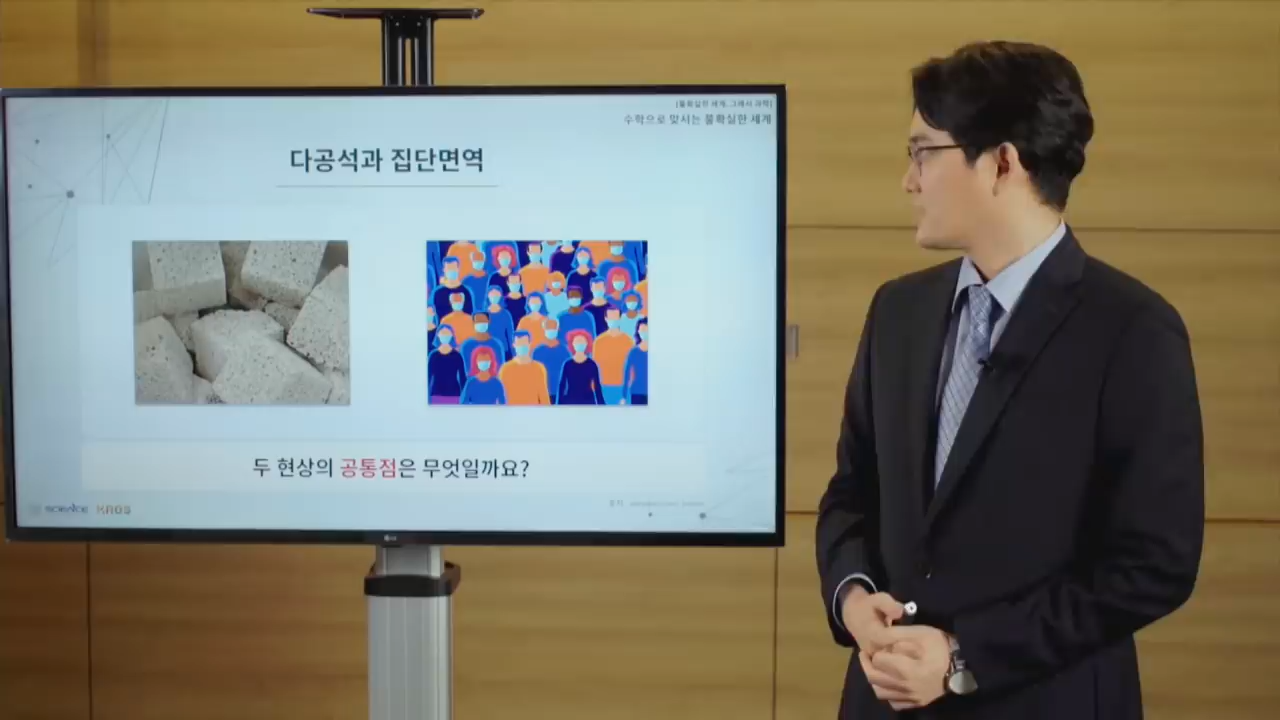 [불확실한 세계, 그래서 과학]
수학으로 맞서는 불확실한 세계
다공석과 집단면역
두 현상의 공통점은 무엇일까요?
SCIENCE KAOS
LG